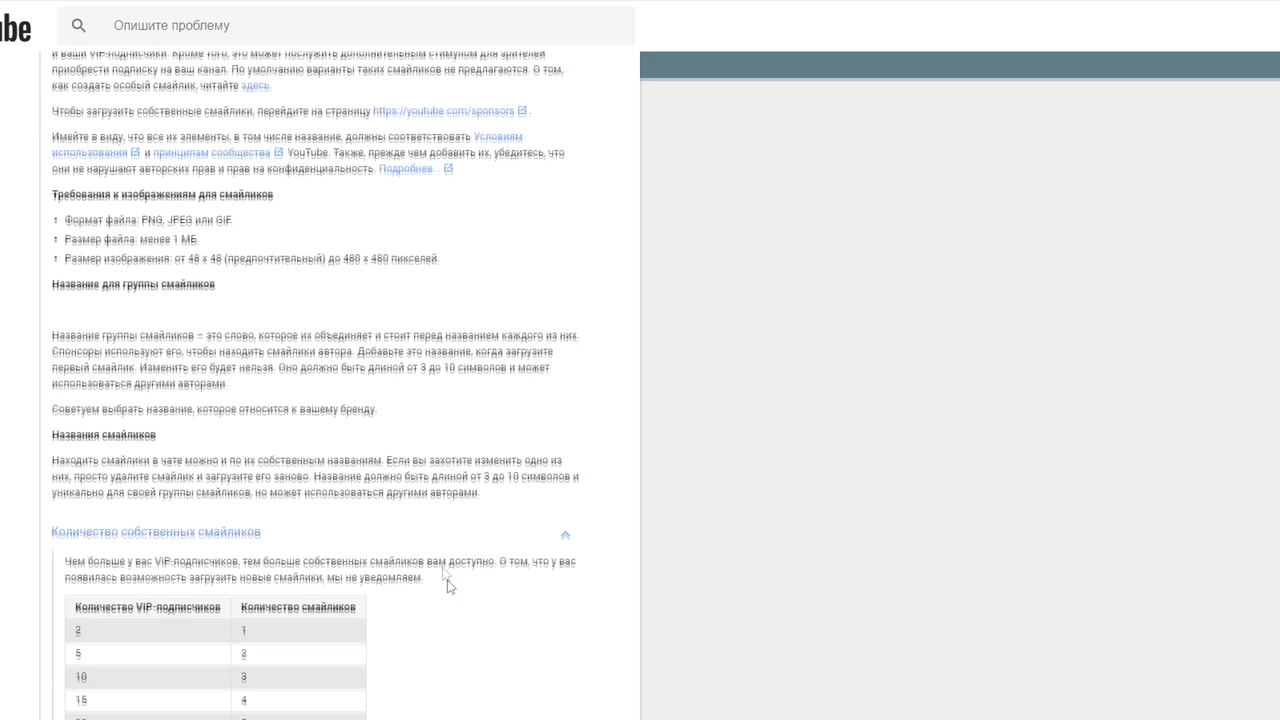 be
Опишите проблему
и ваши VIP-подписчики. Кроме того, это может послужить дополнительным стимулом для зрителей
приобрести подписку на ваш канал. По умолчанию варианты таких смайликов не предлагаются. О том,
как создать особый смайлик, читайте здесь.
Чтобы загрузить собственные смайлики, перейдите на страницу https://youtube.com/sponsors .
Имейте в виду, что все их элементы, в том числе название, должны соответствовать Условиям
использования и принципам сообщества YouTube. Также, прежде чем добавить их, убедитесь, что
они не нарушают авторских прав и прав на конфиденциальность. Подробнее...
Требования к изображениям для смайликов
Формат файла: PNG, JPEG или GIF.
Размер файла: менее 1 МБ.
Размер изображения: от 48 x 48 (предпочтительный) до 480 x 480 пикселей.
Название для группы смайликов
Название группы смайликов – это слово, которое их объединяет и стоит перед названием каждого из них.
Спонсоры используют его, чтобы находить смайлики автора. Добавьте это название, когда загрузите
первый смайлик. Изменить его будет нельзя. Оно должно быть длиной от 3 до 10 символов и может
использоваться другими авторами.
Советуем выбрать название, которое относится к вашему бренду.
Названия смайликов
Находить смайлики в чате можно и по их собственным названиям. Если вы захотите изменить одно из
них, просто удалите смайлик и загрузите его заново. Название должно быть длиной от 3 до 10 символов и
уникально для своей группы смайликов, но может использоваться другими авторами.
Количество собственных смайликов
Чем больше у вас VIP-подписчиков, тем больше собственных смайликов вам доступно. О том, что у вас
появилась возможность загрузить новые смайлики, мы не уведомляем.
Количество VIP-подписчиков Количество смайликов
2 1
5 2
10 3
15 4